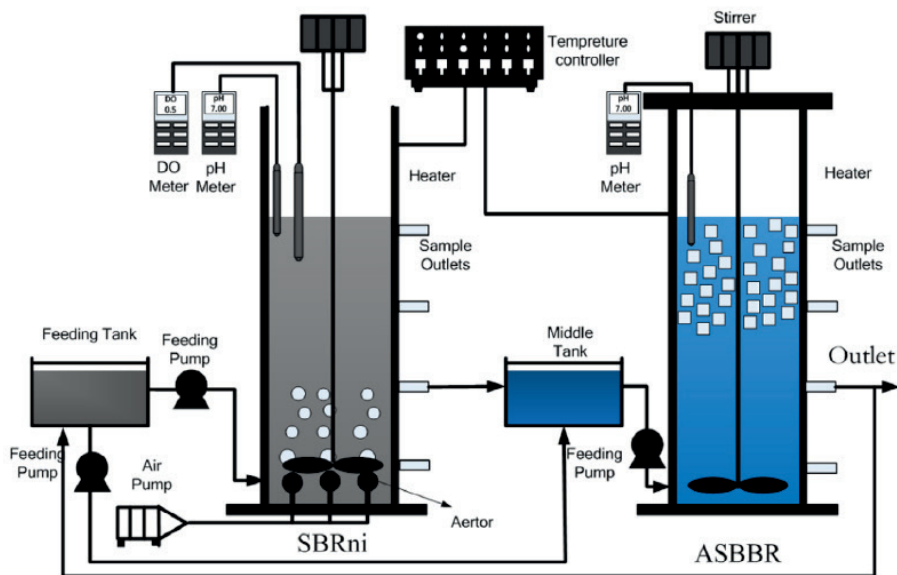 Stirrer
Tempreture
controller
DO
0.5
pH
7.00
DO
Meter
pH
Meter
Heater
Sample
Outlets
pH
7.00
pH
Meter
Heater
Sample
Outlets
Feeding Tank
Feeding
Pump
Middle
Tank
Outlet
Feeding
Pump
Air
Pump
Feeding
Pump
Aertor
SBRni
ASBBR